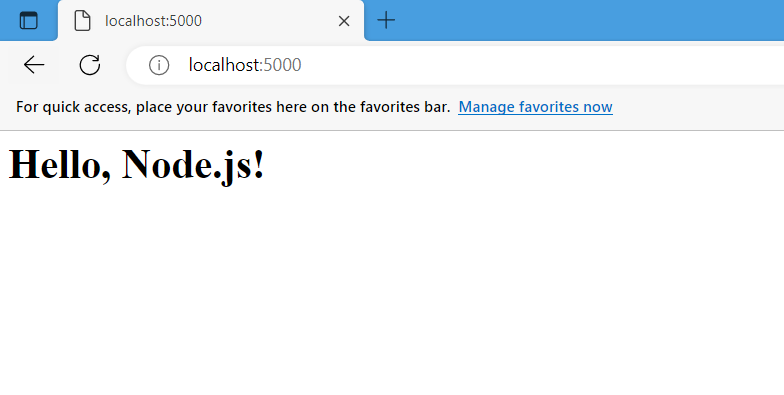 localhost:5000
localhost:5000
For quick access, place your favorites here on the favorites bar. Manage favorites now
Hello, Node.js!